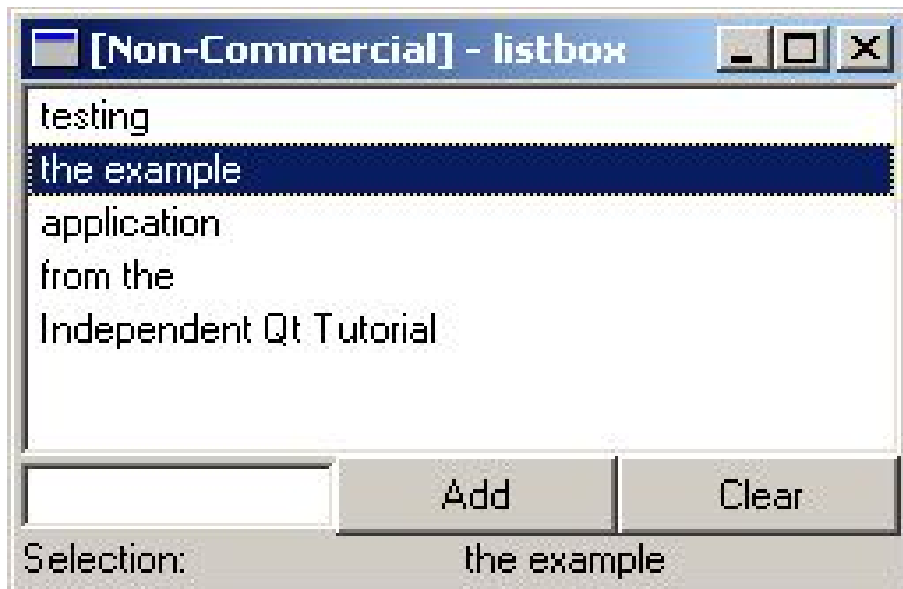 [Non-Commercial] - listbox
testing
the example
application
from the
Independent Qt Tutorial
Add Clear
Selection: the example